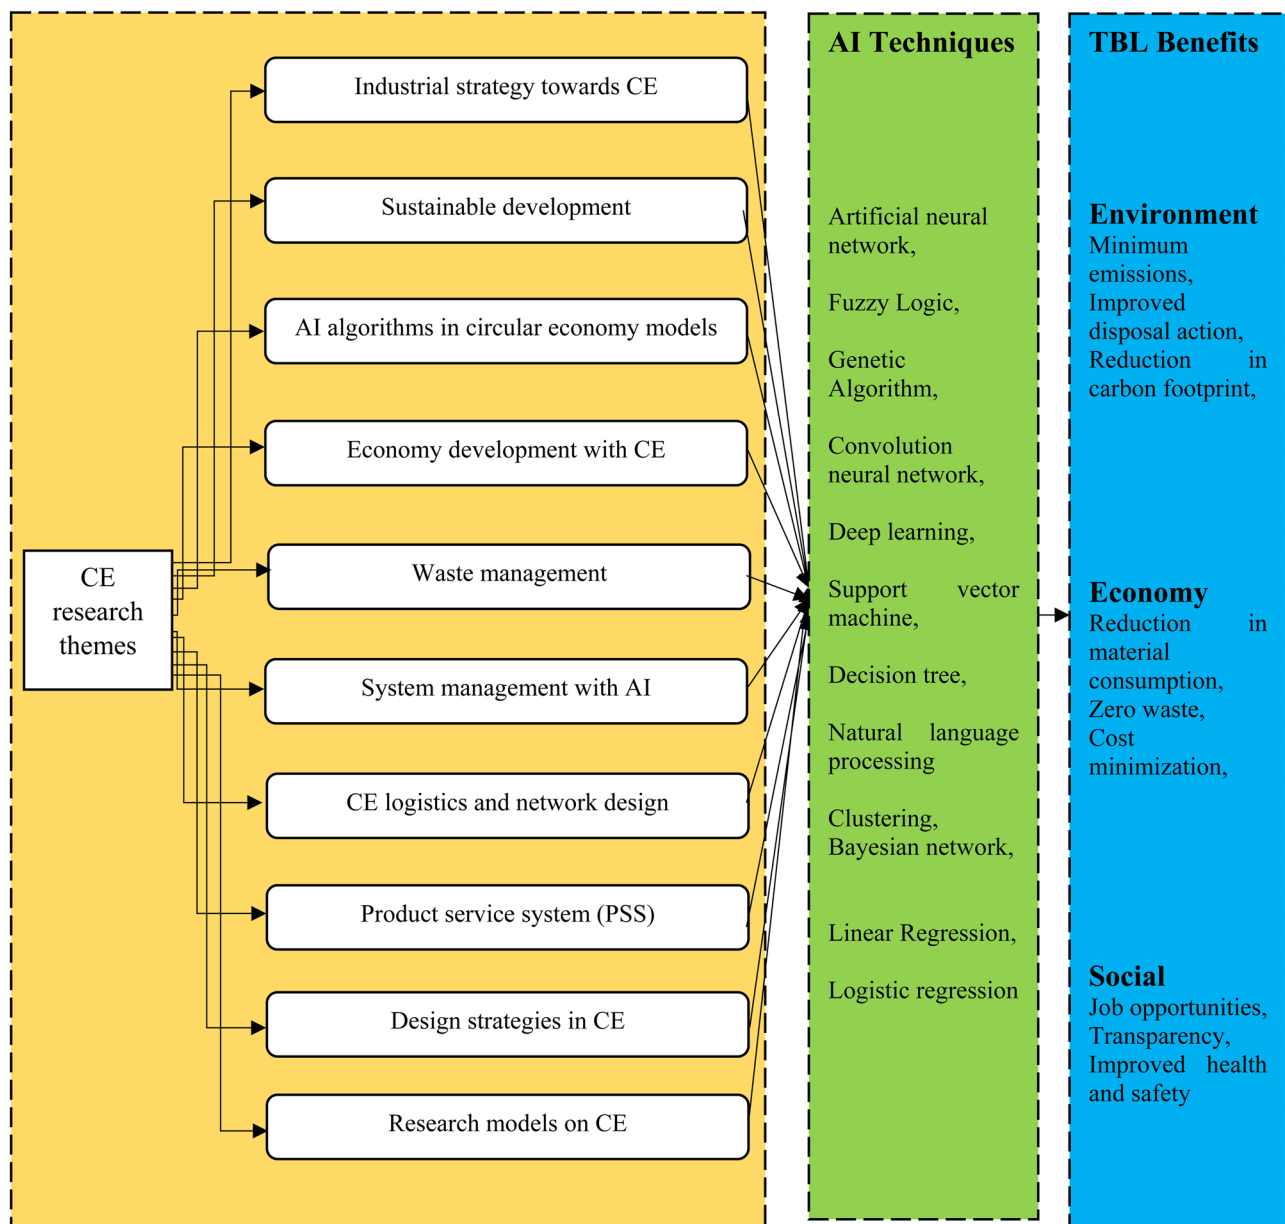 CE
research
themes
Industrial strategy towards CE
Sustainable development
AI algorithms in circular economy models
Economy development with CE
Waste management
System management with AI
CE logistics and network design
Product service system (PSS)
Design strategies in CE
Research models on CE
AI Techniques
Artificial neural
network,
Fuzzy Logic,
Genetic
Algorithm,
Convolution
neural network,
Deep learning,
Support vector
machine,
Decision tree,
Natural language
processing
Clustering,
Bayesian network,
Linear Regression,
Logistic regression
TBL Benefits
Environment
Minimum
emissions,
Improved
disposal action,
Reduction in
carbon footprint,
Economy
Reduction in
material
consumption,
Zero waste,
Cost
minimization,
Social
Job opportunities,
Transparency,
Improved health
and safety